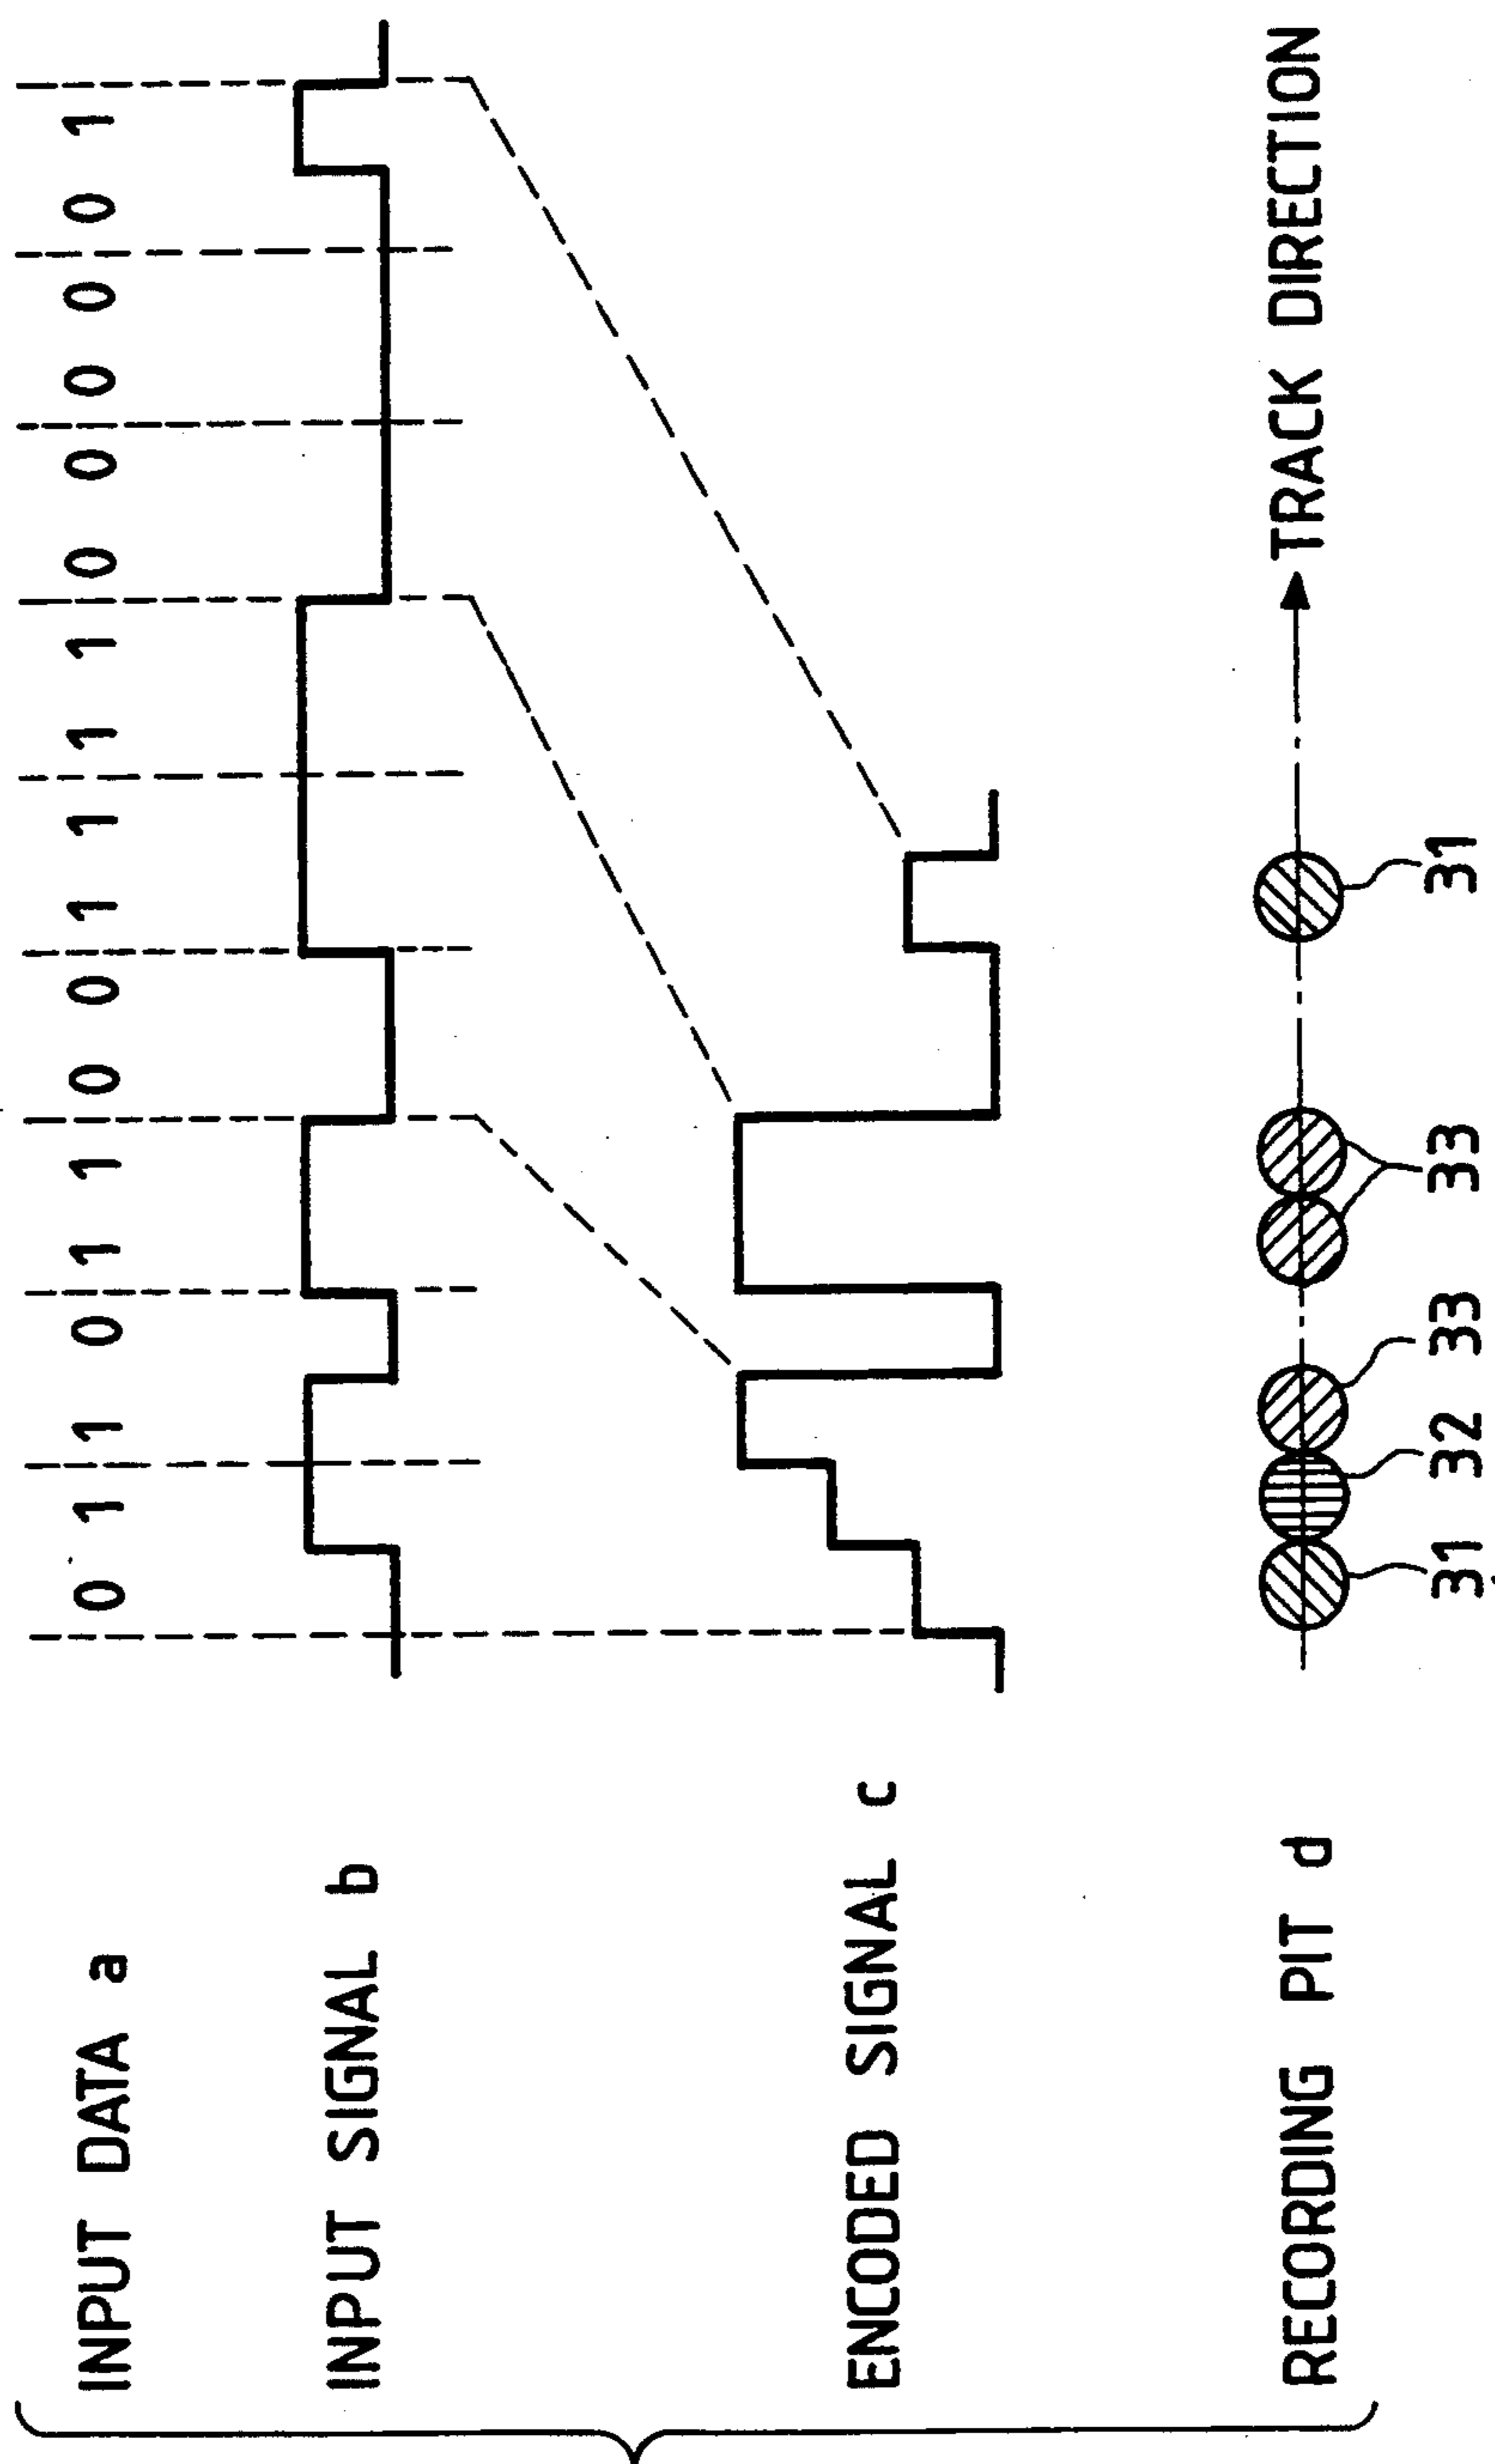 INPUT DATA a 0 1 1 0 1 1 0 0 1 1 1 1 0 0 0 0 0 1
INPUT SIGNAL b
ENCODED SIGNAL c
RECORDING PIT d TRACK DIRECTION
31 32 33 33 31